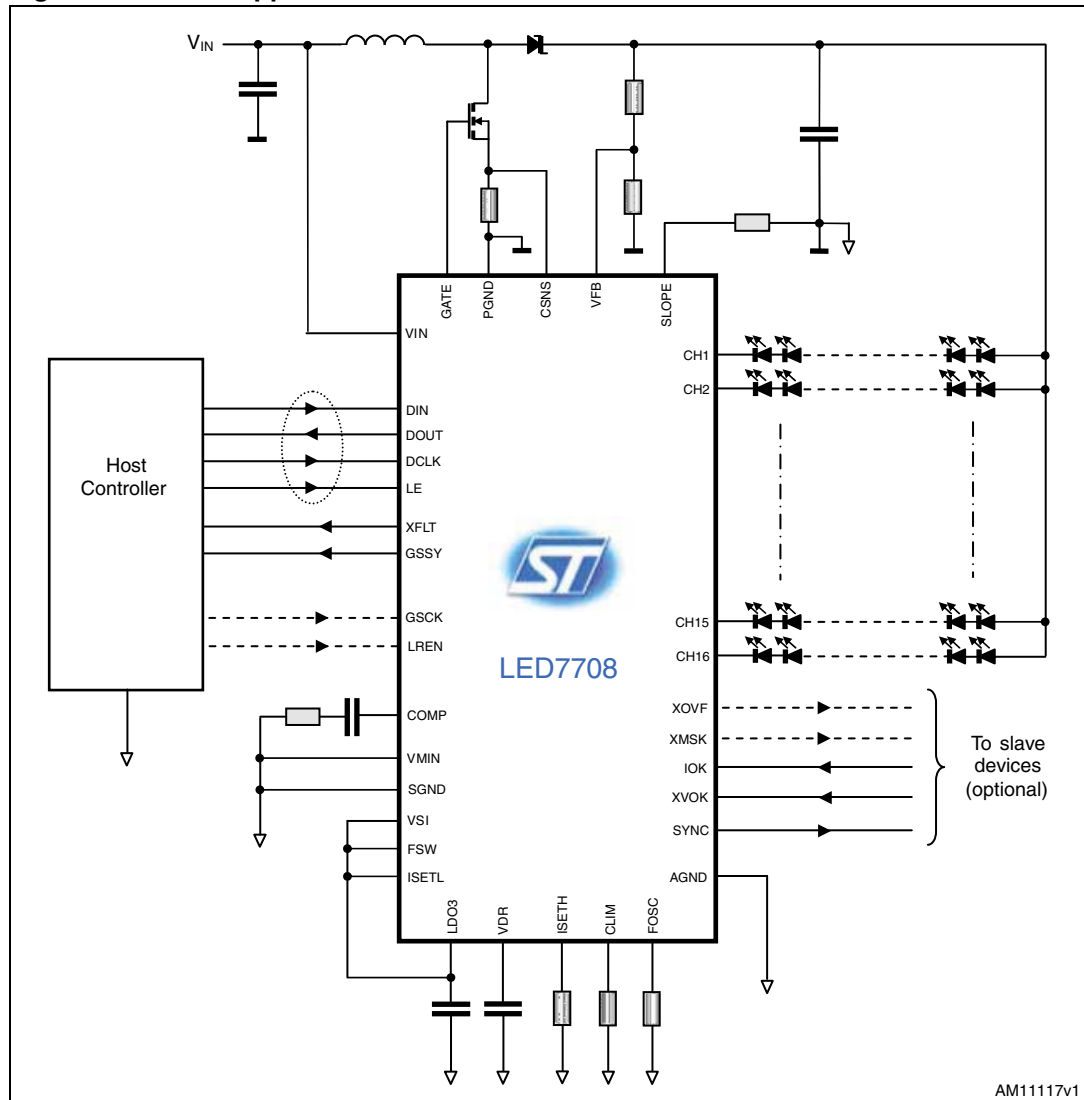 VIN
GATE
PGND
CSNS
VFB
SLOPE
VIN
CH1
CH2
Host
Controller
DIN
DOUT
DCLK
LE
XFLT
GSSY
GSCK
LREN
ST
LED7708
CH15
CH16
COMP
VMIN
SGND
VSI
FSW
ISETL
XOVF
XMSK
IOK
XVOK
SYNC
To slave
devices
(optional)
AGND
LDO3
VDR
ISETH
CLIM
FOSC
AM11117v1